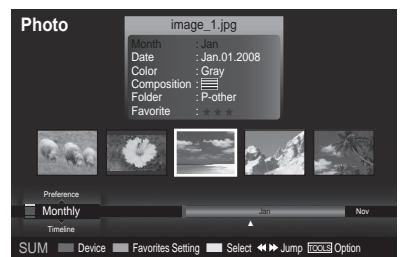 Photo
image_1.jpg
Month : Jan
Date : Jan.01.2008
Color : Gray
Composition :
Folder : P-other
Favorite : ★ ★ ★
Preference
Monthly
Jan
Nov
Timeline
SUM Device Favorites Setting Select ◀◀ ▶▶ Jump TOOLS Option